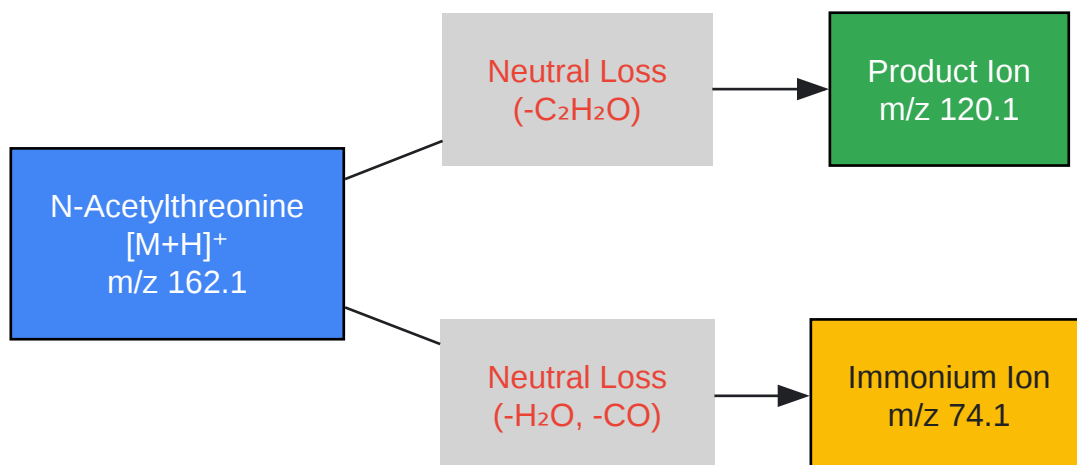 Neutral Loss
(-C₂H₂O)
Product Ion
m/z 120.1
N-Acetylthreonine
[M+H]⁺
m/z 162.1
Neutral Loss
(-H₂O, -CO)
Immonium Ion
m/z 74.1